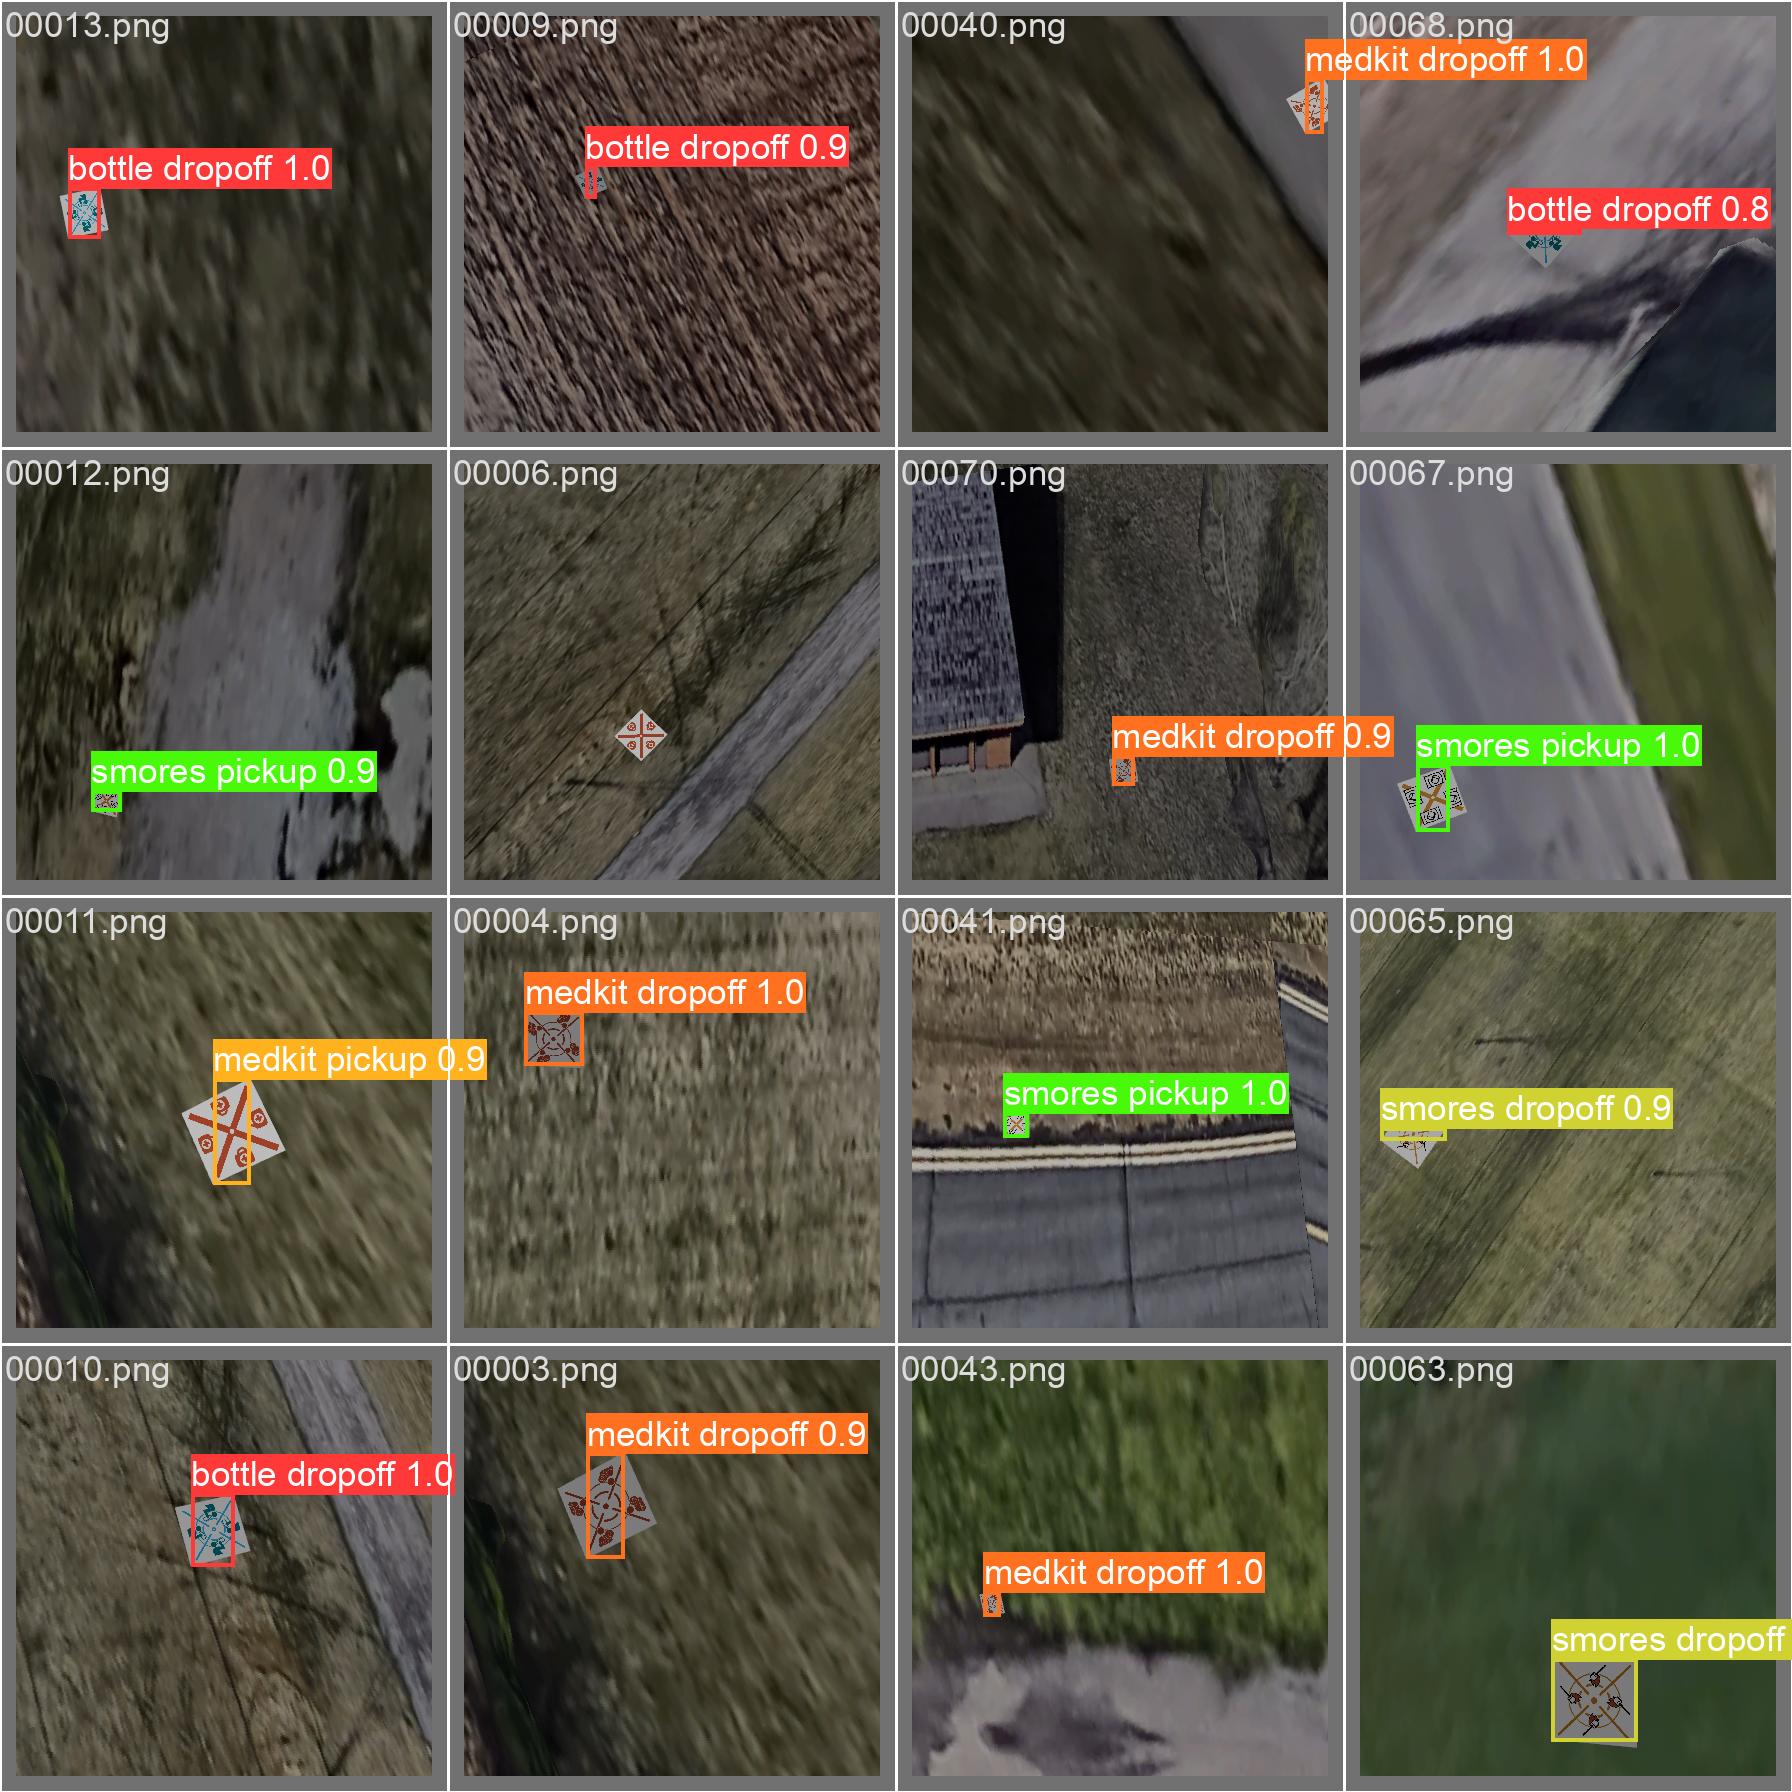 00013.png
bottle dropoff 1.0
00009.png
bottle dropoff 0.9
00040.png
medkit dropoff 1.0
00068.png
bottle dropoff 0.8
00012.png
smores pickup 0.9
00006.png
00070.png
medkit dropoff 0.9
00067.png
smores pickup 1.0
00011.png
medkit pickup 0.9
00004.png
medkit dropoff 1.0
00041.png
smores pickup 1.0
00065.png
smores dropoff 0.9
00010.png
bottle dropoff 1.0
00003.png
medkit dropoff 0.9
00043.png
medkit dropoff 1.0
00063.png
smores dropoff